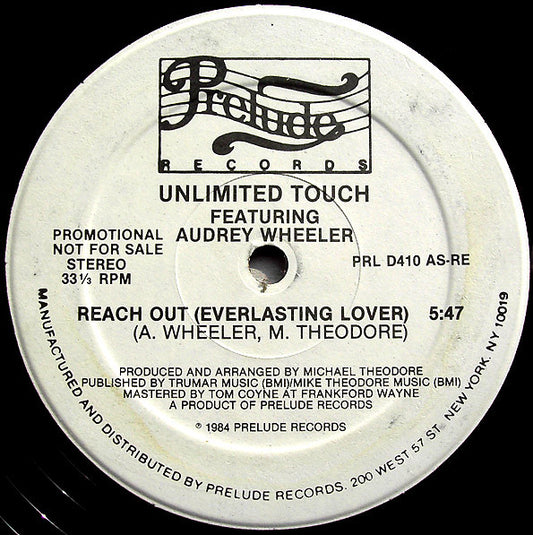 Prelude
RECORDS
UNLIMITED TOUCH
FEATURING
AUDREY WHEELER
PROMOTIONAL
NOT FOR SALE
STEREO
33⅓ RPM
PRL D410 AS-RE
REACH OUT (EVERLASTING LOVER) 5:47
(A. WHEELER, M. THEODORE)
PRODUCED AND ARRANGED BY MICHAEL THEODORE
PUBLISHED BY TRUMAR MUSIC (BMI)/MIKE THEODORE MUSIC (BMI)
MASTERED BY TOM COYNE AT FRANKFORD WAYNE
A PRODUCT OF PRELUDE RECORDS
℗ 1984 PRELUDE RECORDS
MANUFACTURED AND DISTRIBUTED BY PRELUDE RECORDS. 200 WEST 57 ST. NEW YORK, NY 10019